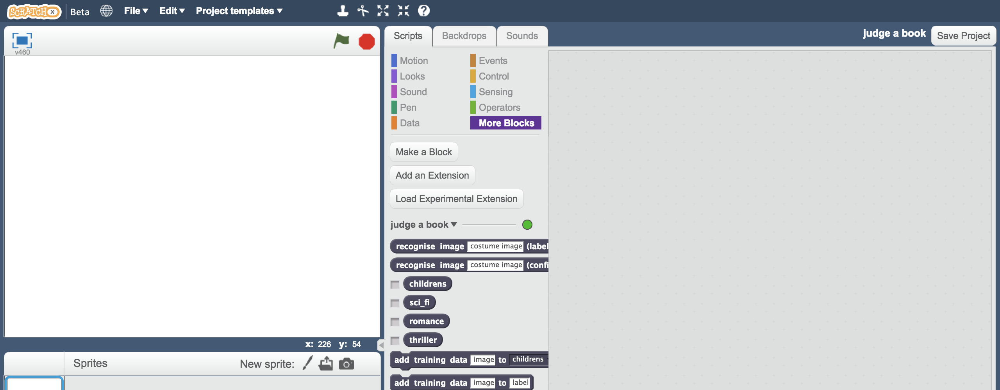 SCRATCH X Beta File Edit Project templates
v460
Scripts Backdrops Sounds
judge a book Save Project
Motion Events
Looks Control
Sound Sensing
Pen Operators
Data More Blocks
Make a Block
Add an Extension
Load Experimental Extension
judge a book
recognise image costume image (label
recognise image costume image (confi
childrens
sci_fi
romance
thriller
add training data image to childrens
add training data image to label
x: 226 y: 54
Sprites New sprite: